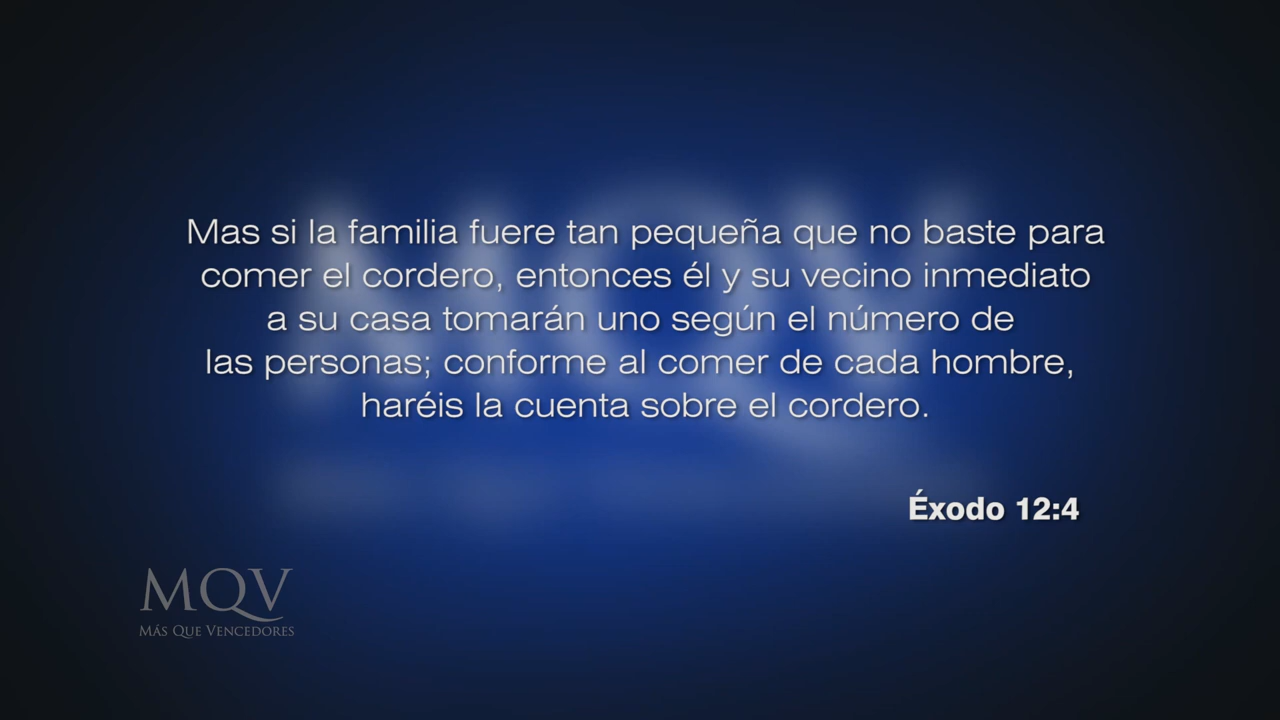 Mas si la familia fuere tan pequeña que no baste para
comer el cordero, entonces él y su vecino inmediato
a su casa tomarán uno según el número de
las personas; conforme al comer de cada hombre,
haréis la cuenta sobre el cordero.
Éxodo 12:4
MQV
MÁS QUE VENCEDORES